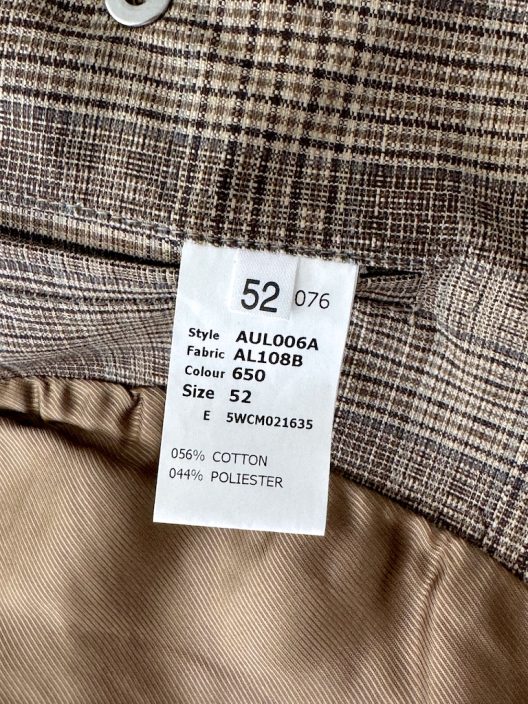 52 076
Style AUL006A
Fabric AL108B
Colour 650
Size 52
E 5WCM021635
056% COTTON
044% POLIESTER